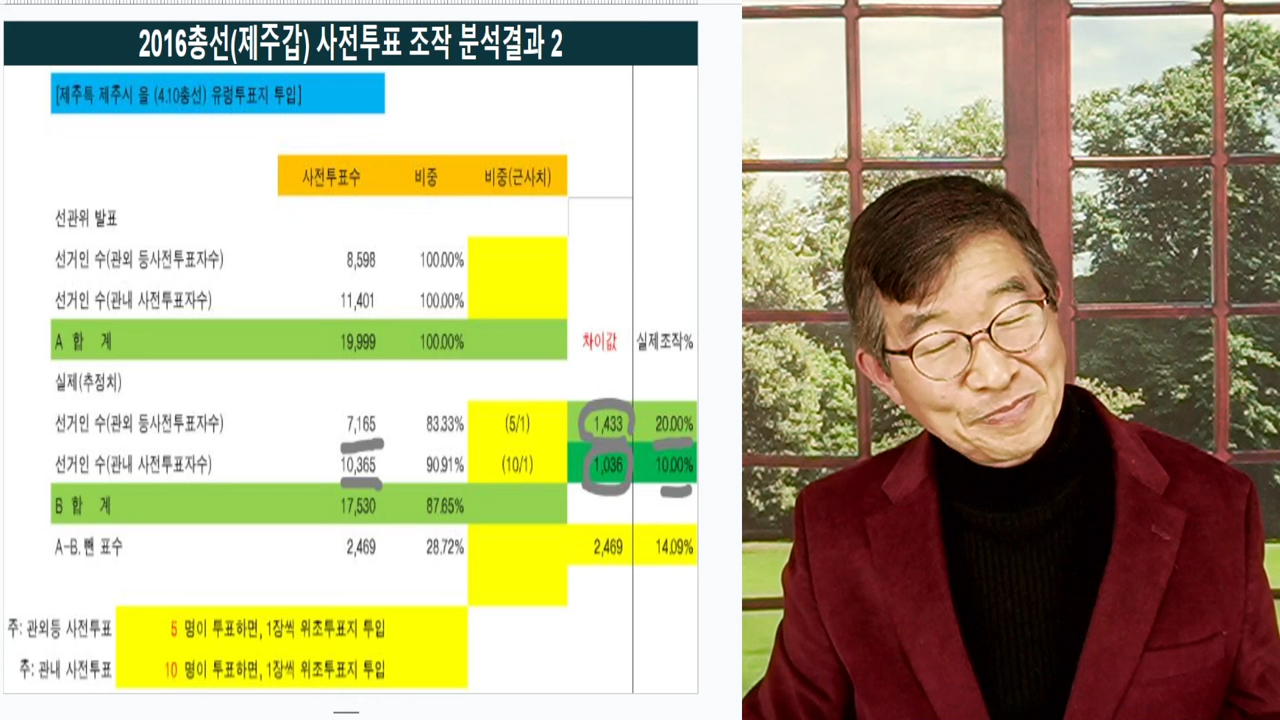 2016총선(제주갑) 사전투표 조작 분석결과 2
[제주특 제주시 을 (4.10총선) 유령투표지 투입]
사전투표수 비중 비중(근사치)
선관위 발표
선거인 수(관외 등사전투표자수) 8,598 100.00%
선거인 수(관내 사전투표자수) 11,401 100.00%
A 합 계 19,999 100.00% 차이값 실제조작%
실제(추정치)
선거인 수(관외 등사전투표자수) 7,165 83.33% (5/1) 1,433 20.00%
선거인 수(관내 사전투표자수) 10,365 90.91% (10/1) 1,036 10.00%
B 합 계 17,530 87.65%
A-B,뺀 표수 2,469 28.72% 2,469 14.09%
주: 관외등 사전투표 5 명이 투표하면, 1장씩 위조투표지 투입
주: 관내 사전투표 10 명이 투표하면, 1장씩 위초투표지 투입